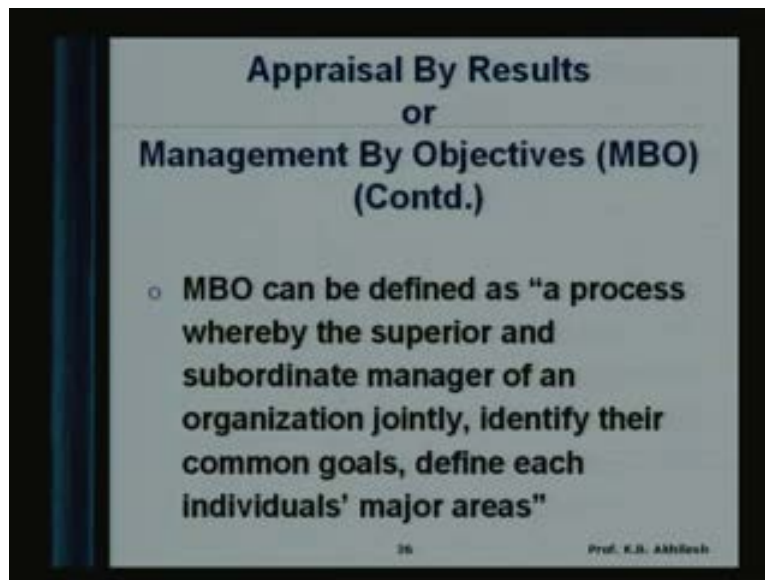 Appraisal By Results
or
Management By Objectives (MBO)
(Contd.)
o MBO can be defined as “a process
whereby the superior and
subordinate manager of an
organization jointly, identify their
common goals, define each
individuals’ major areas”
26
Prof. K.B. Akhilesh